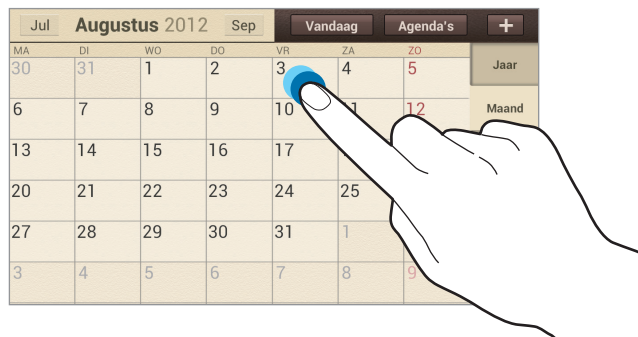 Jul Augustus 2012 Sep Vandaag Agenda's +
MA DI WO DO VR ZA ZO
30 31 1 2 3 4 5 Jaar
6 7 8 9 10 11 12 Maand
13 14 15 16 17
20 21 22 23 24 25
27 28 29 30 31 1
3 4 5 6 7 8 9